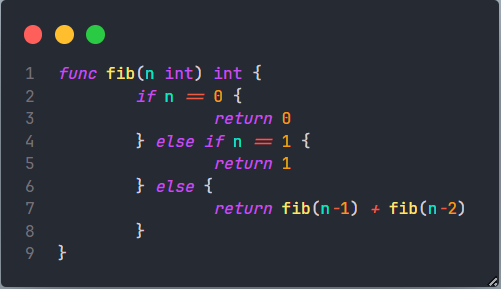 1 func fib(n int) int {
2 if n == 0 {
3 return 0
4 } else if n == 1 {
5 return 1
6 } else {
7 return fib(n-1) + fib(n-2)
8 }
9 }